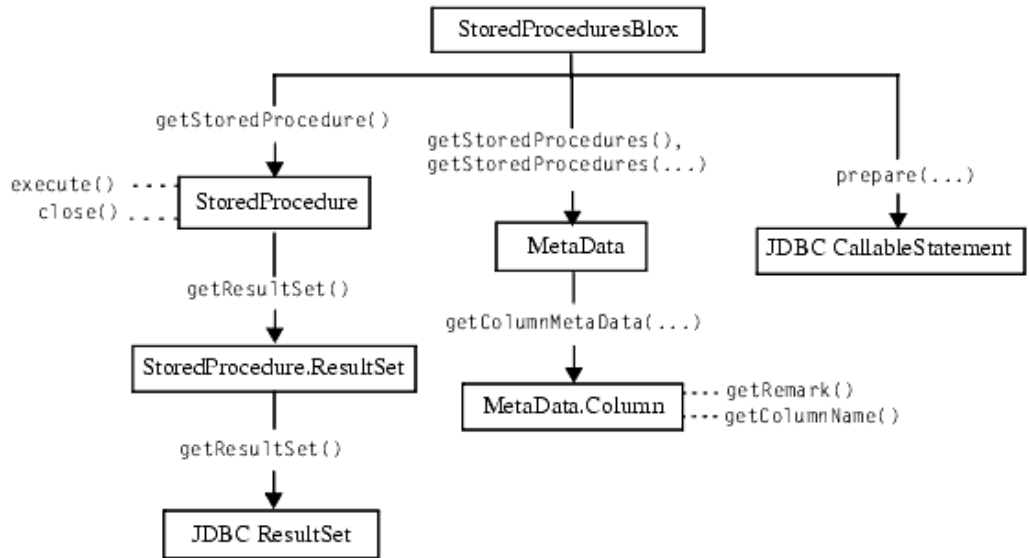 StoredProceduresBlox
getStoredProcedure()
getStoredProcedures(),
getStoredProcedures(...)
prepare(...)
execute()
close()
StoredProcedure
MetaData
JDBC CallableStatement
getResultSet()
getColumnMetaData(...)
StoredProcedure.ResultSet
MetaData.Column
getRemark()
getColumnName()
getResultSet()
JDBC ResultSet